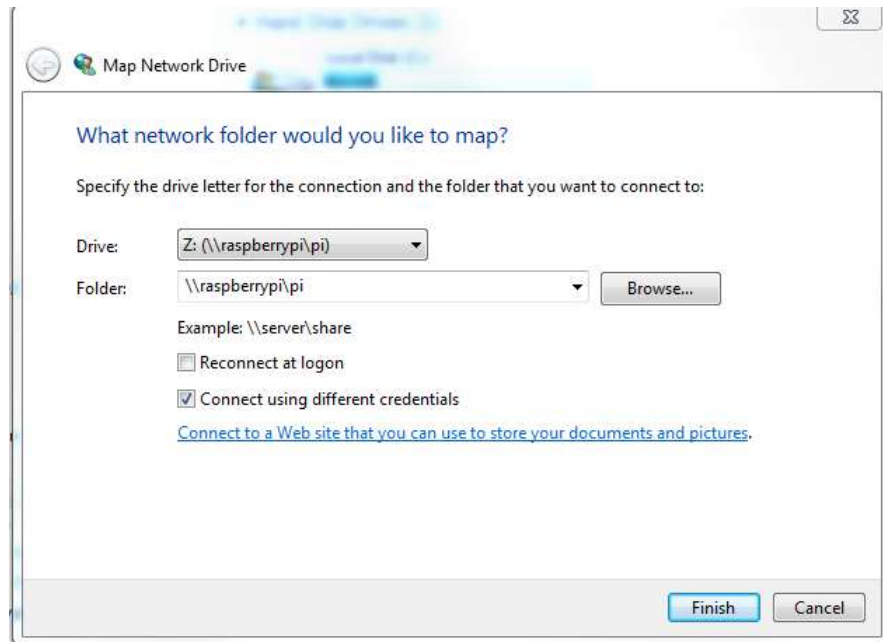 Map Network Drive
What network folder would you like to map?
Specify the drive letter for the connection and the folder that you want to connect to:
Drive: Z: (\\raspberrypi\pi)
Folder: \\raspberrypi\pi Browse...
Example: \\server\share
Reconnect at logon
Connect using different credentials
Connect to a Web site that you can use to store your documents and pictures.
Finish Cancel